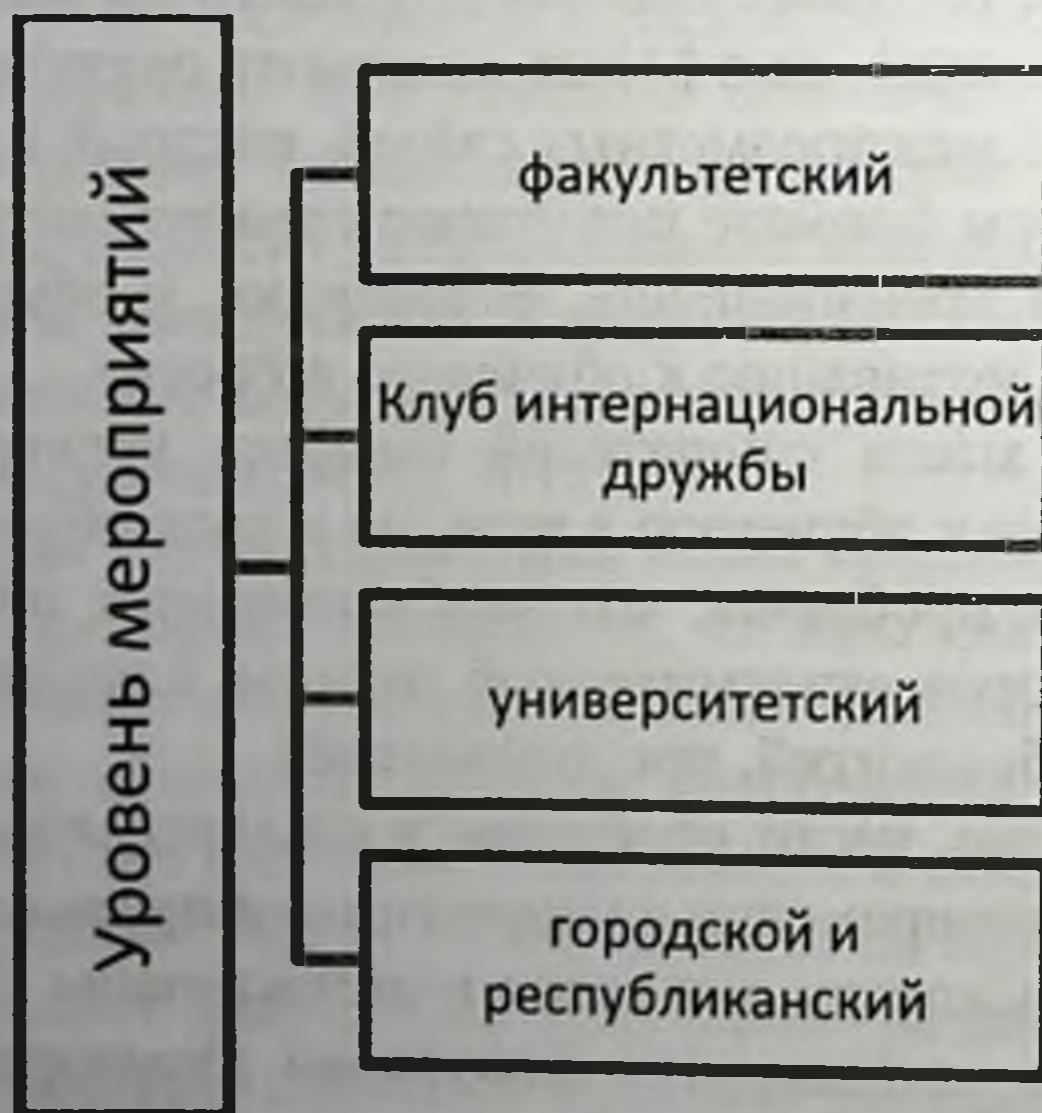 Уровень мероприятий
факультетский
Клуб интернациональной
дружбы
университетский
городской и
республиканский